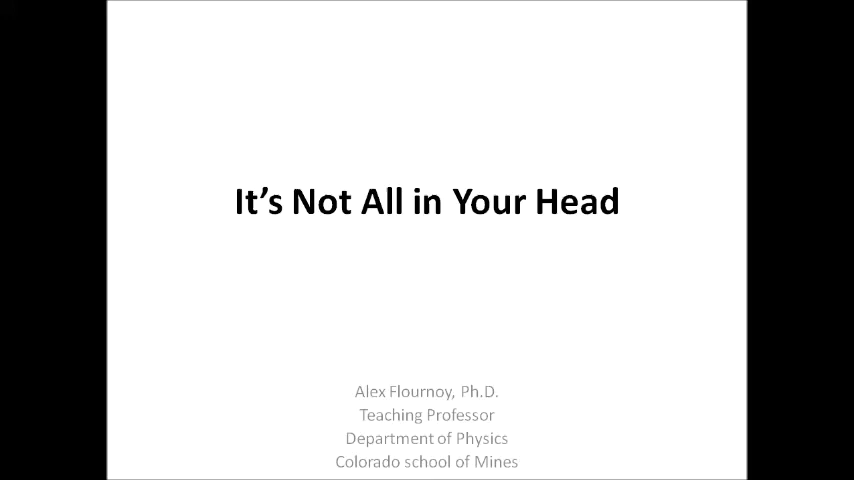 It’s Not All in Your Head
Alex Flournoy, Ph.D.
Teaching Professor
Department of Physics
Colorado school of Mines